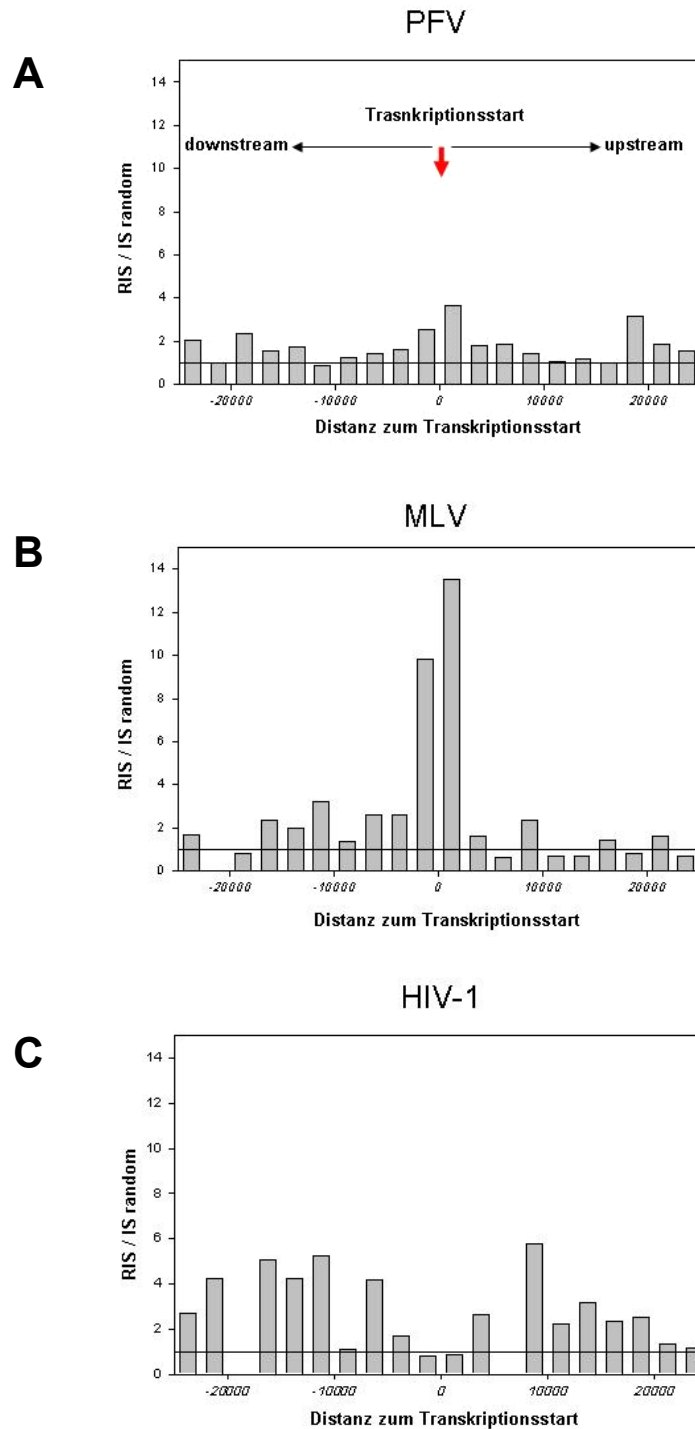 PFV
A
14
12
10
8
6
4
2
0
RIS / IS random
Trasnkriptionsstart
downstream
upstream
-20000
-10000
0
10000
20000
Distanz zum Transkriptionsstart
MLV
B
14
12
10
8
6
4
2
0
RIS / IS random
-20000
-10000
0
10000
20000
Distanz zum Transkriptionsstart
HIV-1
C
14
12
10
8
6
4
2
0
RIS / IS random
-20000
-10000
0
10000
20000
Distanz zum Transkriptionsstart